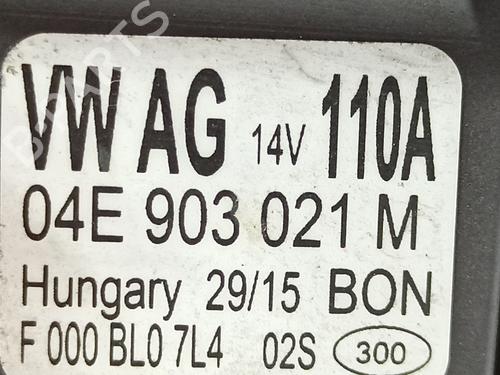 VW AG 14V 110A
04E 903 021 M
Hungary 29/15 BON
F 000 BL0 7L4 02S 300